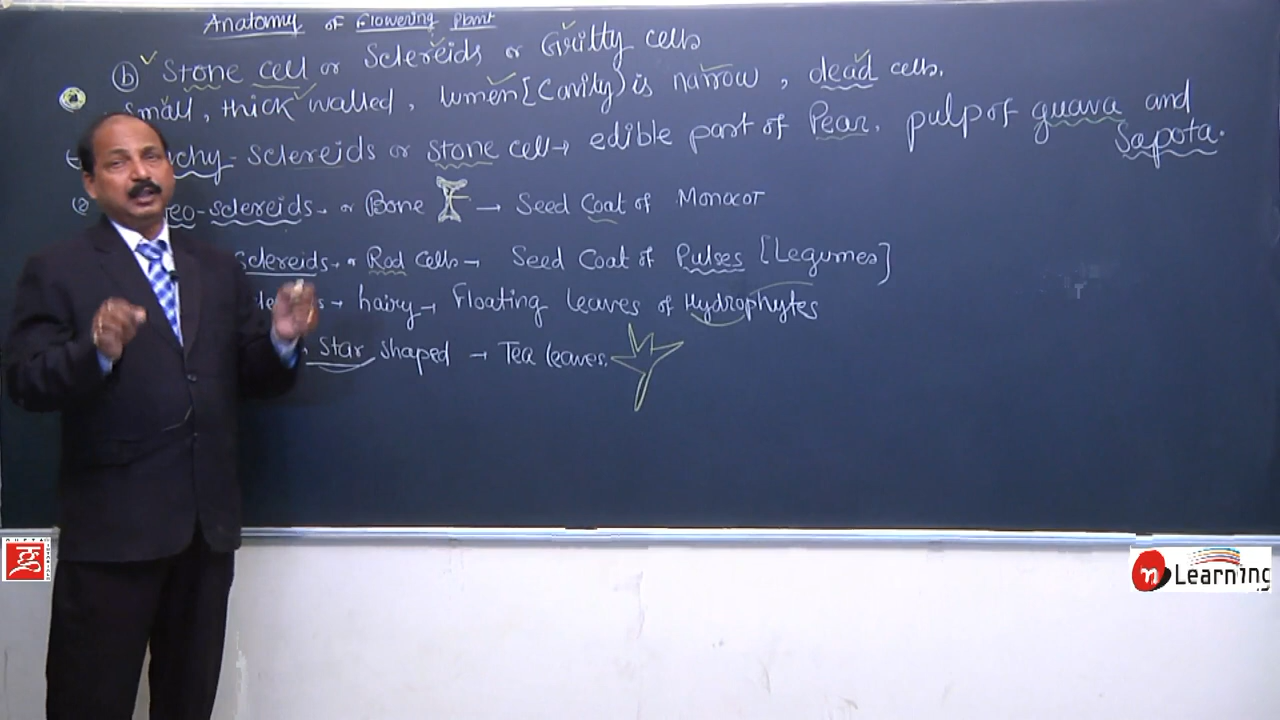 Anatomy of Flowering Plant
(b) Stone cell or Sclereids or Gritty cells
Small, thick walled, lumen [Cavity) is narrow, dead cells.
chy-sclereids or Stone cell → edible part of Pear, pulp of guava and
Sapota.
(2) eo-sclereids → or Bone → Seed Coat of Monocot
sclereids → or Rod Cells → Seed Coat of Pulses [Legumes]
→ hairy → Floating leaves of Hydrophytes
Star Shaped → Tea leaves.
n Learning